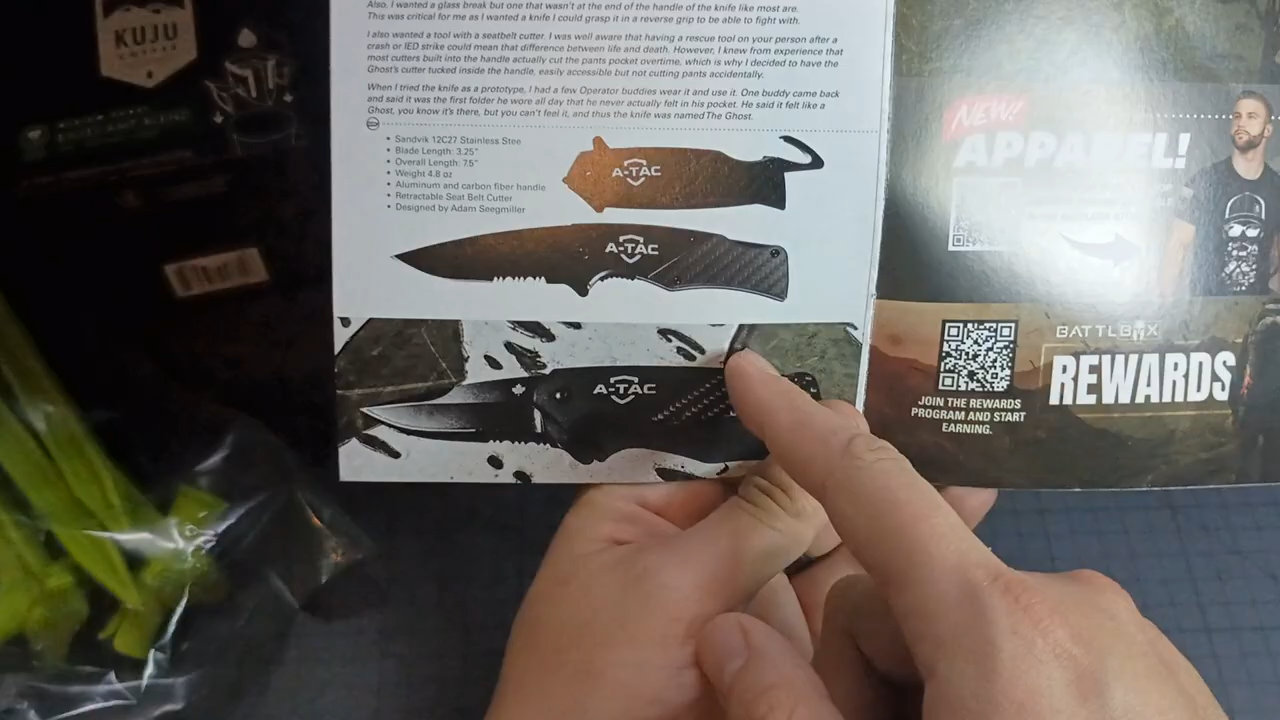 KUJU
COFFEE
Also, I wanted a glass break but one that wasn't at the end of the handle of the knife like most are.
This was critical for me as I wanted a knife I could grasp it in a reverse grip to be able to fight with.
I also wanted a tool with a seatbelt cutter. I was well aware that having a rescue tool on your person after a
crash or IED strike could mean that difference between life and death. However, I knew from experience that
most cutters built into the handle actually cut the pants pocket overtime, which is why I decided to have the
Ghost's cutter tucked inside the handle, easily accessible but not cutting pants accidentally.
When I tried the knife as a prototype, I had a few Operator buddies wear it and use it. One buddy came back
and said it was the first folder he wore all day that he never actually felt in his pocket. He said it felt like a
Ghost, you know it's there, but you can't feel it, and thus the knife was named The Ghost.
• Sandvik 12C27 Stainless Stee
• Blade Length: 3.25"
• Overall Length: 7.5"
• Weight 4.8 oz
• Aluminum and carbon fiber handle
• Retractable Seat Belt Cutter
• Designed by Adam Seegmiller
A-TAC
A-TAC
A-TAC
NEW!
APPAREL!
BATTLBOX
REWARDS
JOIN THE REWARDS
PROGRAM AND START
EARNING.